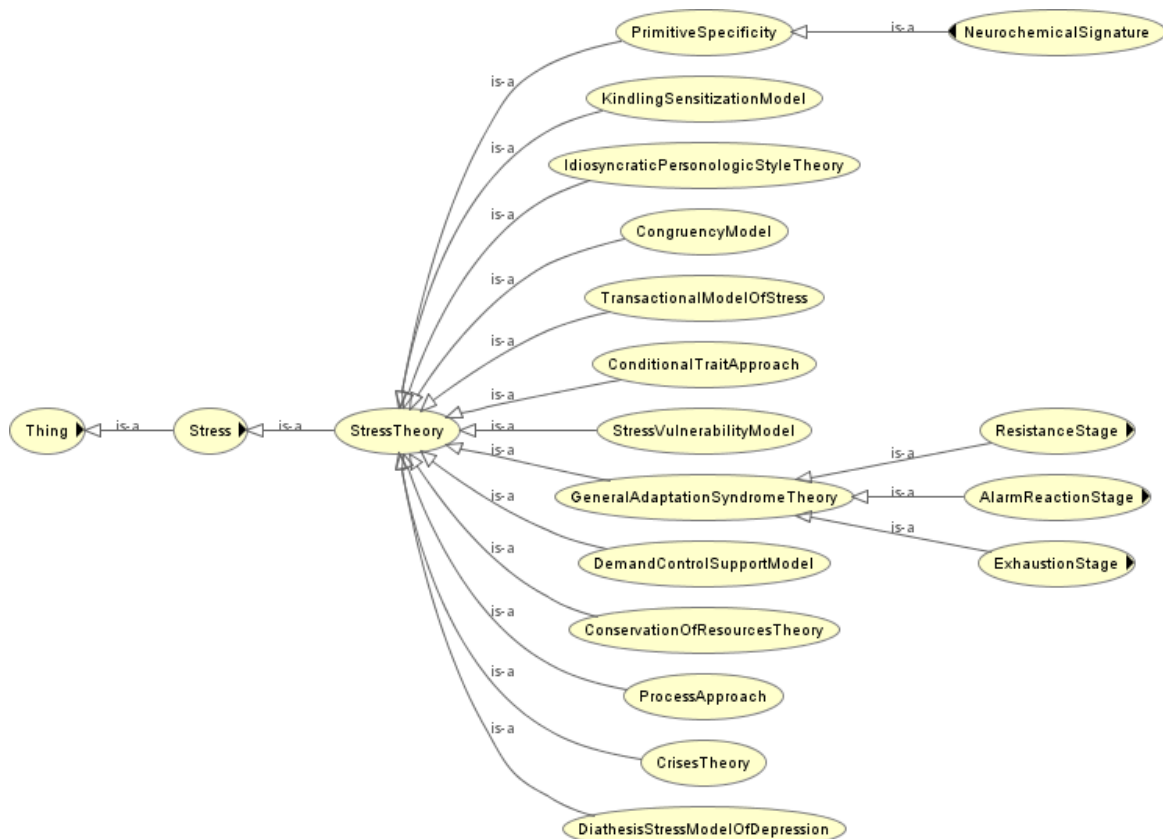 PrimitiveSpecificity
is-a
NeurochemicalSignature
is-a
KindlingSensitizationModel
is-a
IdiosyncraticPersonologicStyleTheory
is-a
CongruencyModel
is-a
TransactionalModelOfStress
is-a
ConditionalTraitApproach
is-a
Thing
is-a
Stress
is-a
StressTheory
is-a
StressVulnerabilityModel
is-a
GeneralAdaptationSyndromeTheory
is-a
ResistanceStage
is-a
AlarmReactionStage
is-a
ExhaustionStage
is-a
DemandControlSupportModel
is-a
ConservationOfResourcesTheory
is-a
ProcessApproach
is-a
CrisesTheory
is-a
DiathesisStressModelOfDepression